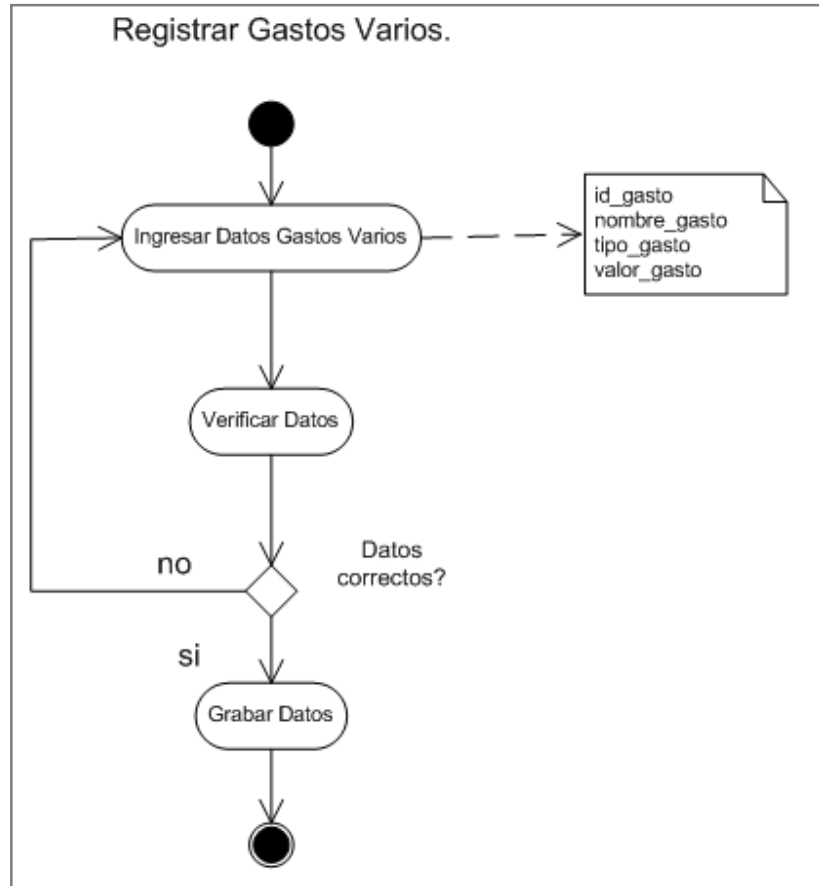 Registrar Gastos Varios.
Ingresar Datos Gastos Varios
id_gasto
nombre_gasto
tipo_gasto
valor_gasto
Verificar Datos
Datos
correctos?
no
si
Grabar Datos